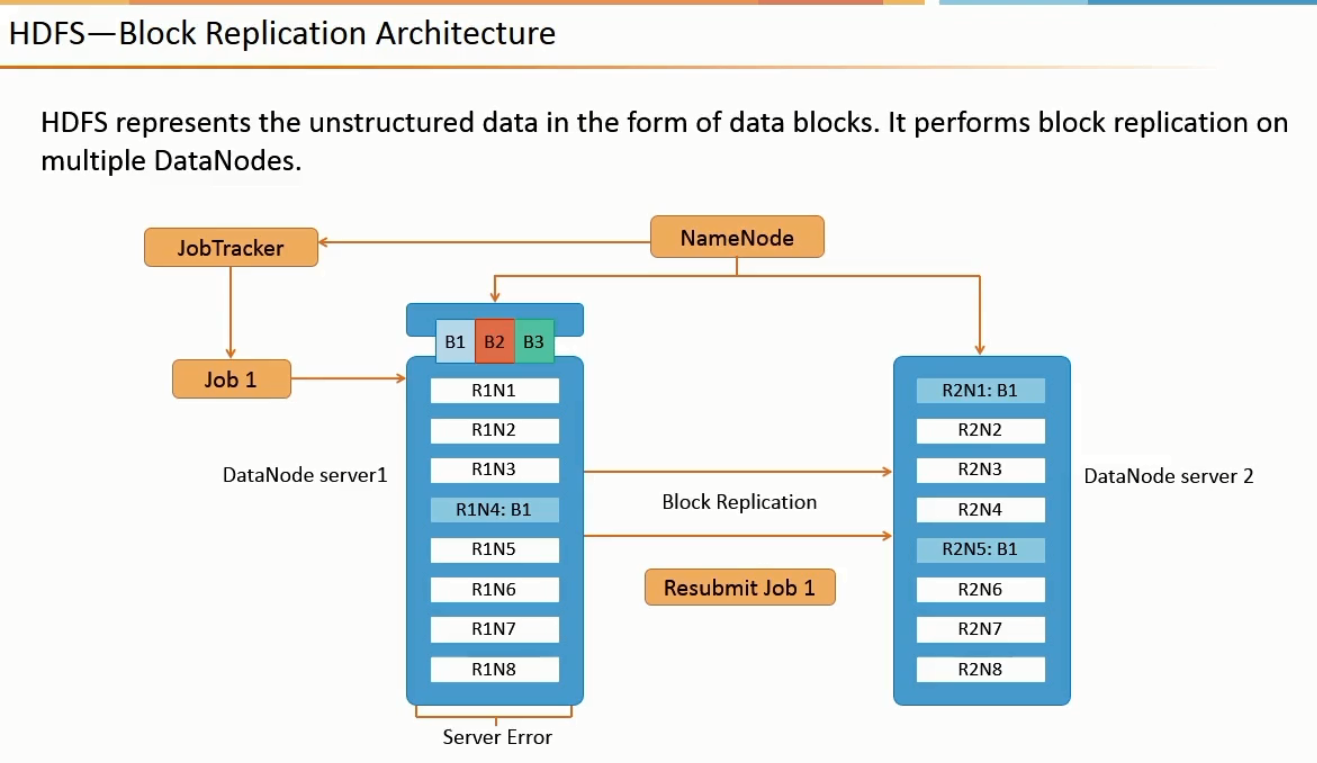 HDFS—Block Replication Architecture
HDFS represents the unstructured data in the form of data blocks. It performs block replication on
multiple DataNodes.
JobTracker
NameNode
B1 B2 B3
Job 1
R1N1
R1N2
R1N3
R1N4: B1
R1N5
R1N6
R1N7
R1N8
DataNode server1
Server Error
Block Replication
Resubmit Job 1
R2N1: B1
R2N2
R2N3
R2N4
R2N5: B1
R2N6
R2N7
R2N8
DataNode server 2